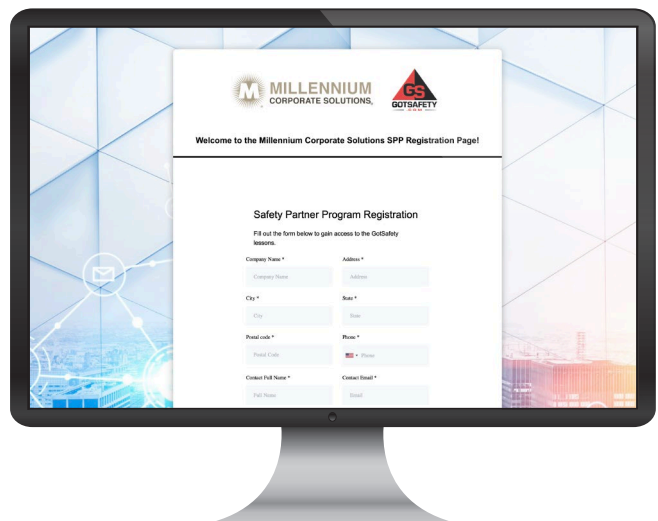 MILLENNIUM
CORPORATE SOLUTIONS
GS
GOTSAFETY
.COM
Welcome to the Millennium Corporate Solutions SPP Registration Page!
Safety Partner Program Registration
Fill out the form below to gain access to the GotSafety
lessons.
Company Name * Address *
Company Name Address
City * State *
City State
Postal code * Phone *
Postal Code Phone
Contact Full Name * Contact Email *
Full Name Email